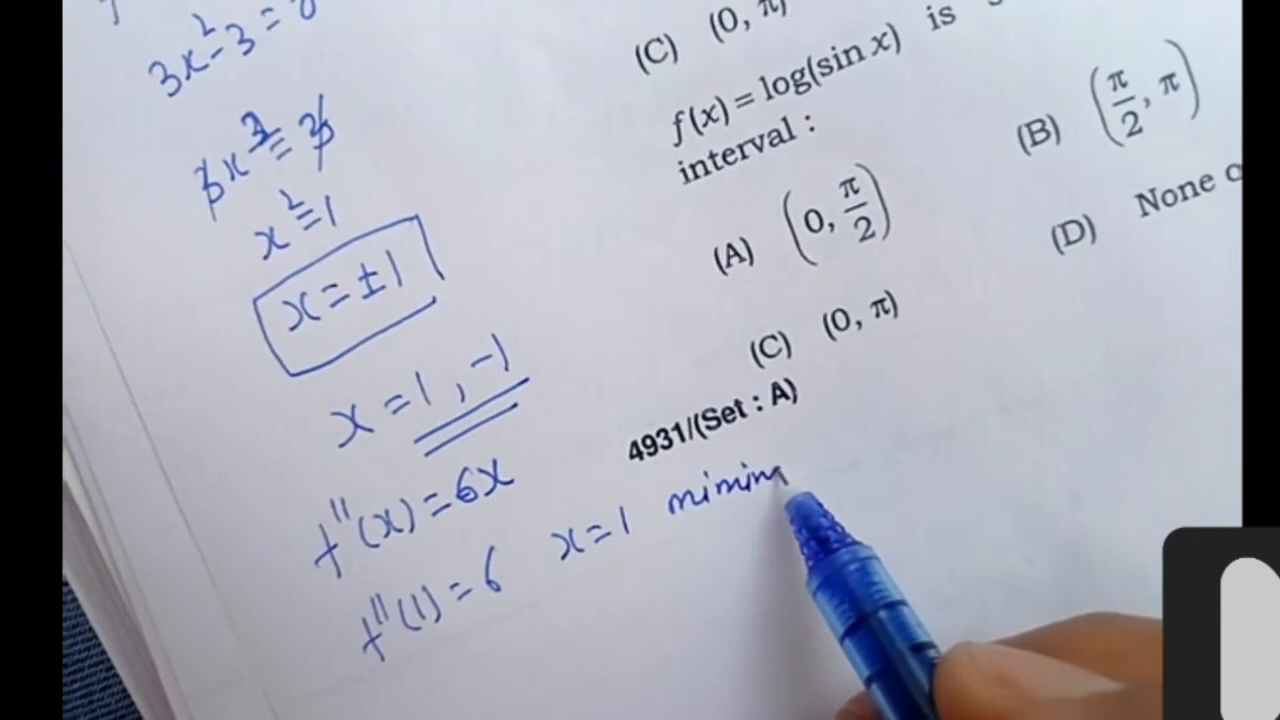 3x²-3=0
3x²=3
x²=1
x=±1
x=1,-1
f''(x)=6x
f''(1)=6 x=1 minim
(C) (0, π)
f(x) = log(sin x) is
interval :
(A) (0, π/2)
(B) (π/2, π)
(C) (0, π)
(D) None
4931/(Set : A)